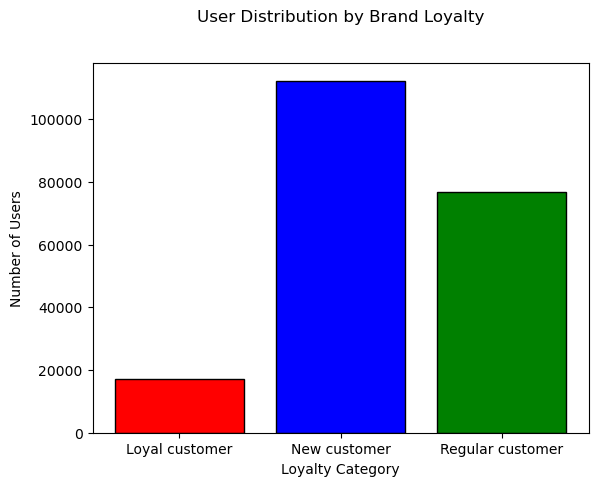 User Distribution by Brand Loyalty
100000
80000
60000
40000
20000
0
Number of Users
Loyal customer
New customer
Regular customer
Loyalty Category